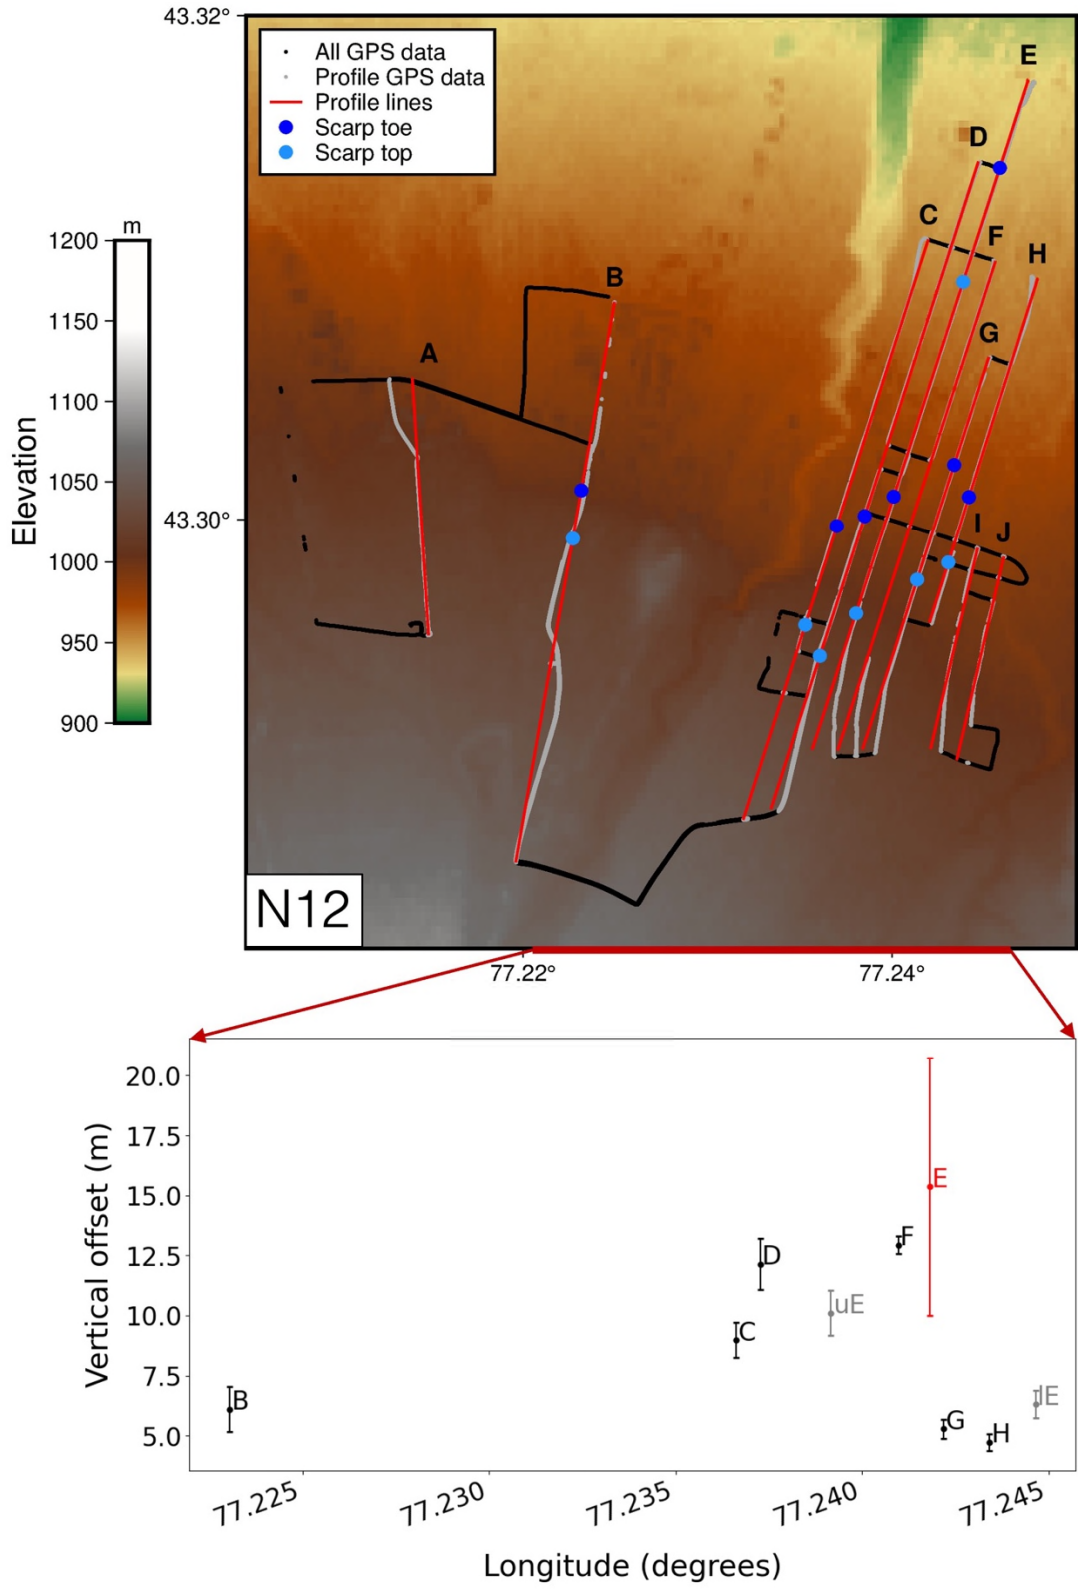 43.32°
All GPS data
Profile GPS data
Profile lines
Scarp toe
Scarp top
E
D
C
F
H
m
1200
B
1150
G
A
1100
Elevation
1050
43.30°
I
J
1000
950
900
N12
77.22°
77.24°
20.0
17.5
15.0
12.5
10.0
7.5
5.0
Vertical offset (m)
E
F
D
uE
C
B
lE
G
H
77.225
77.230
77.235
77.240
77.245
Longitude (degrees)